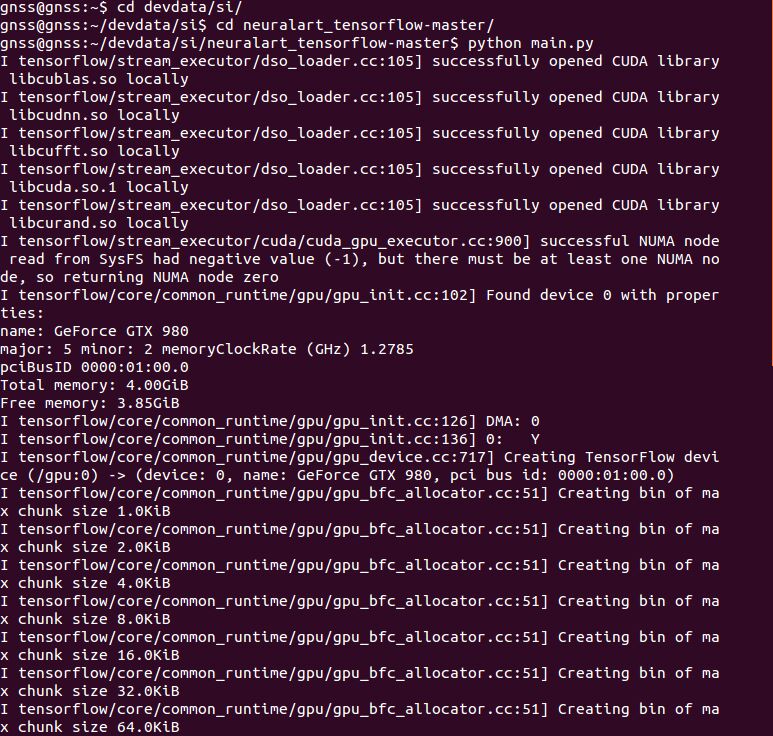 gnss@gnss:~$ cd devdata/si/
gnss@gnss:~/devdata/si$ cd neuralart_tensorflow-master/
gnss@gnss:~/devdata/si/neuralart_tensorflow-master$ python main.py
I tensorflow/stream_executor/dso_loader.cc:105] successfully opened CUDA library
 libcublas.so locally
I tensorflow/stream_executor/dso_loader.cc:105] successfully opened CUDA library
 libcudnn.so locally
I tensorflow/stream_executor/dso_loader.cc:105] successfully opened CUDA library
 libcufft.so locally
I tensorflow/stream_executor/dso_loader.cc:105] successfully opened CUDA library
 libcuda.so.1 locally
I tensorflow/stream_executor/dso_loader.cc:105] successfully opened CUDA library
 libcurand.so locally
I tensorflow/stream_executor/cuda/cuda_gpu_executor.cc:900] successful NUMA node
 read from SysFS had negative value (-1), but there must be at least one NUMA no
de, so returning NUMA node zero
I tensorflow/core/common_runtime/gpu/gpu_init.cc:102] Found device 0 with proper
ties:
name: GeForce GTX 980
major: 5 minor: 2 memoryClockRate (GHz) 1.2785
pciBusID 0000:01:00.0
Total memory: 4.00GiB
Free memory: 3.85GiB
I tensorflow/core/common_runtime/gpu/gpu_init.cc:126] DMA: 0
I tensorflow/core/common_runtime/gpu/gpu_init.cc:136] 0:   Y
I tensorflow/core/common_runtime/gpu/gpu_device.cc:717] Creating TensorFlow devi
ce (/gpu:0) -> (device: 0, name: GeForce GTX 980, pci bus id: 0000:01:00.0)
I tensorflow/core/common_runtime/gpu/gpu_bfc_allocator.cc:51] Creating bin of ma
x chunk size 1.0KiB
I tensorflow/core/common_runtime/gpu/gpu_bfc_allocator.cc:51] Creating bin of ma
x chunk size 2.0KiB
I tensorflow/core/common_runtime/gpu/gpu_bfc_allocator.cc:51] Creating bin of ma
x chunk size 4.0KiB
I tensorflow/core/common_runtime/gpu/gpu_bfc_allocator.cc:51] Creating bin of ma
x chunk size 8.0KiB
I tensorflow/core/common_runtime/gpu/gpu_bfc_allocator.cc:51] Creating bin of ma
x chunk size 16.0KiB
I tensorflow/core/common_runtime/gpu/gpu_bfc_allocator.cc:51] Creating bin of ma
x chunk size 32.0KiB
I tensorflow/core/common_runtime/gpu/gpu_bfc_allocator.cc:51] Creating bin of ma
x chunk size 64.0KiB